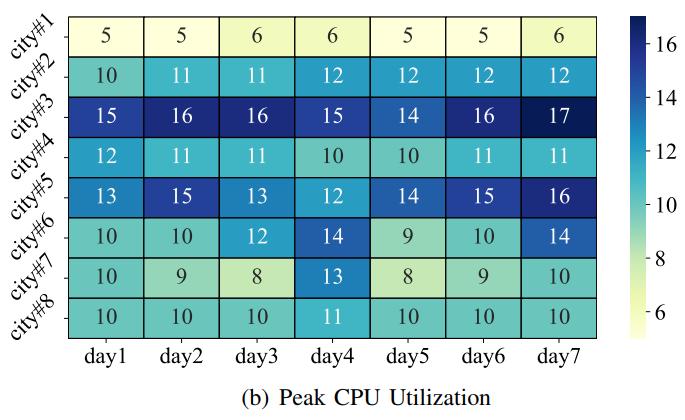 city#1 5 5 6 6 5 5 6
city#2 10 11 11 12 12 12 12
city#3 15 16 16 15 14 16 17
city#4 12 11 11 10 10 11 11
city#5 13 15 13 12 14 15 16
city#6 10 10 12 14 9 10 14
city#7 10 9 8 13 8 9 10
city#8 10 10 10 11 10 10 10
day1 day2 day3 day4 day5 day6 day7
16
14
12
10
8
6
(b) Peak CPU Utilization